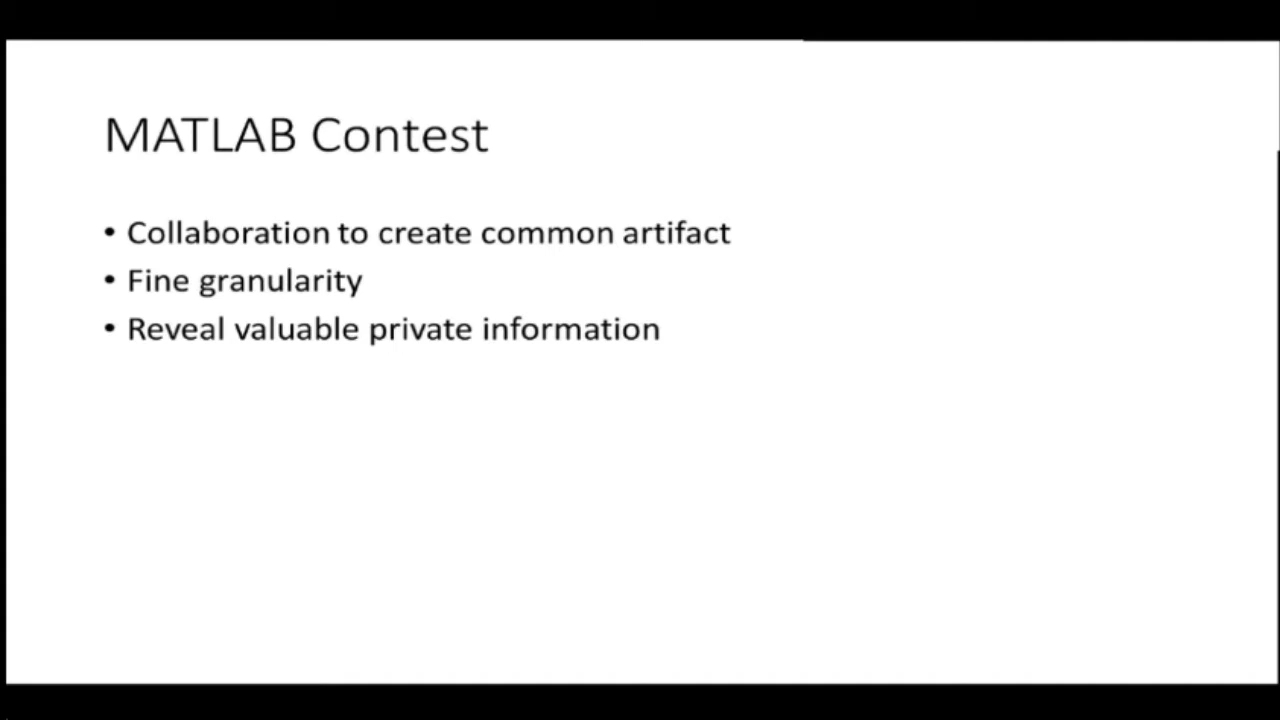 MATLAB Contest
• Collaboration to create common artifact
• Fine granularity
• Reveal valuable private information